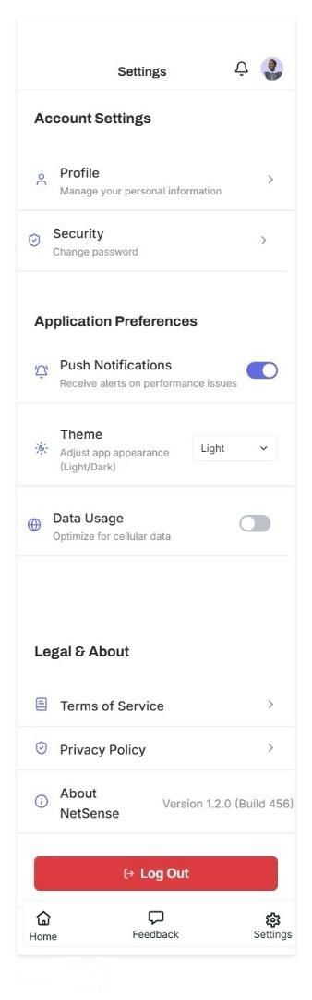 Settings
Account Settings
Profile
Manage your personal information
Security
Change password
Application Preferences
Push Notifications
Receive alerts on performance issues
Theme
Adjust app appearance
(Light/Dark)
Light
Data Usage
Optimize for cellular data
Legal & About
Terms of Service
Privacy Policy
About
NetSense
Version 1.2.0 (Build 456)
Log Out
Home
Feedback
Settings